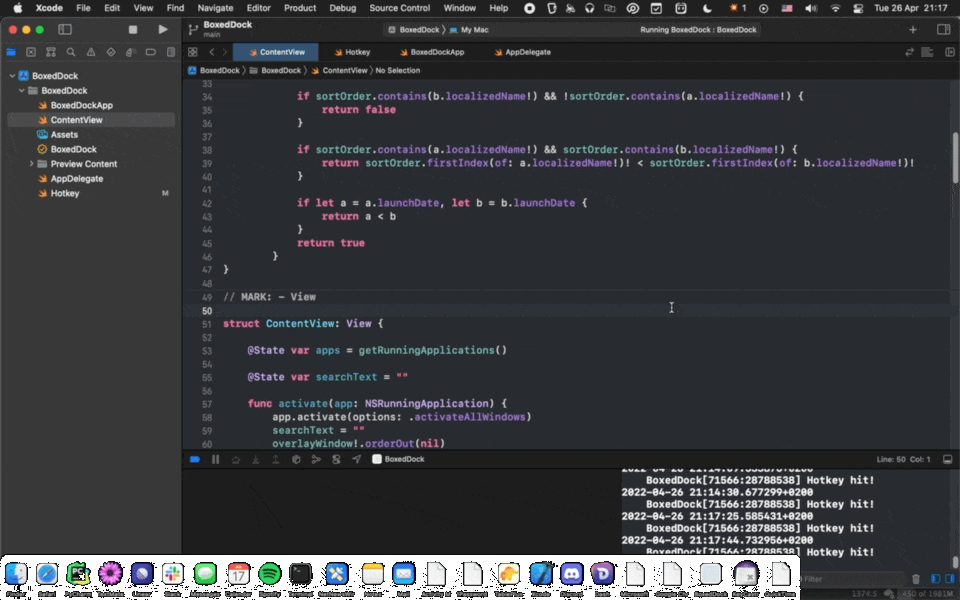 Xcode File Edit View Find Navigate Editor Product Debug Source Control Window Help 1 Tue 26 Apr 21:17
BoxedDock
main
BoxedDock 〉 My Mac
Running BoxedDock : BoxedDock
ContentView Hotkey BoxedDockApp AppDelegate
BoxedDock 〉 BoxedDock 〉 ContentView 〉 No Selection
BoxedDock
BoxedDock
BoxedDockApp
ContentView
Assets
BoxedDock
Preview Content
AppDelegate
Hotkey M
33
34 if sortOrder.contains(b.localizedName!) && !sortOrder.contains(a.localizedName!) {
35 return false
36 }
37
38 if sortOrder.contains(a.localizedName!) && sortOrder.contains(b.localizedName!) {
39 return sortOrder.firstIndex(of: a.localizedName!)! < sortOrder.firstIndex(of: b.localizedName!)!
40 }
41
42 if let a = a.launchDate, let b = b.launchDate {
43 return a < b
44 }
45 return true
46 }
47 }
48
49 // MARK: - View
50
51 struct ContentView: View {
52
53 @State var apps = getRunningApplications()
54
55 @State var searchText = ""
56
57 func activate(app: NSRunningApplication) {
58 app.activate(options: .activateAllWindows)
59 searchText = ""
60 overlayWindow!.orderOut(nil)
BoxedDock
Line: 50 Col: 1
BoxedDock[71566:28788538] Hotkey hit!
2022-04-26 21:14:30.677299+0200
BoxedDock[71566:28788538] Hotkey hit!
2022-04-26 21:17:25.585431+0200
BoxedDock[71566:28788538] Hotkey hit!
2022-04-26 21:17:44.732956+0200
BoxedDock[71566:28788538] Hotkey hit!
Filter
17